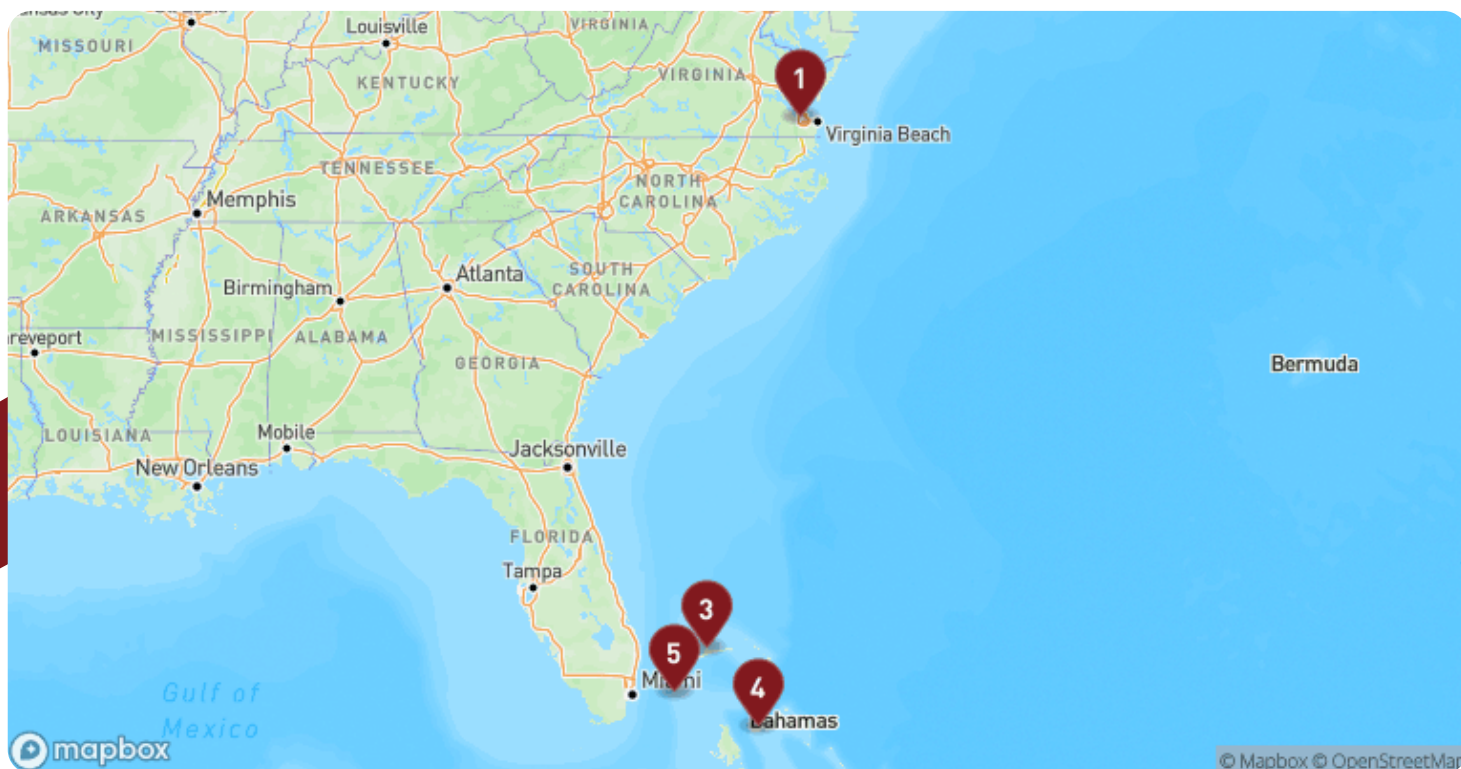 Louisville
VIRGINIA
MISSOURI
KENTUCKY
VIRGINIA
1
Virginia Beach
TENNESSEE
NORTH
CAROLINA
Memphis
ARKANSAS
Atlanta
SOUTH
CAROLINA
Birmingham
MISSISSIPPI
ALABAMA
reveport
GEORGIA
Bermuda
LOUISIANA
Mobile
Jacksonville
New Orleans
FLORIDA
Tampa
3
5
Miami
4
Bahamas
Gulf of
Mexico
mapbox
© Mapbox © OpenStreetMap